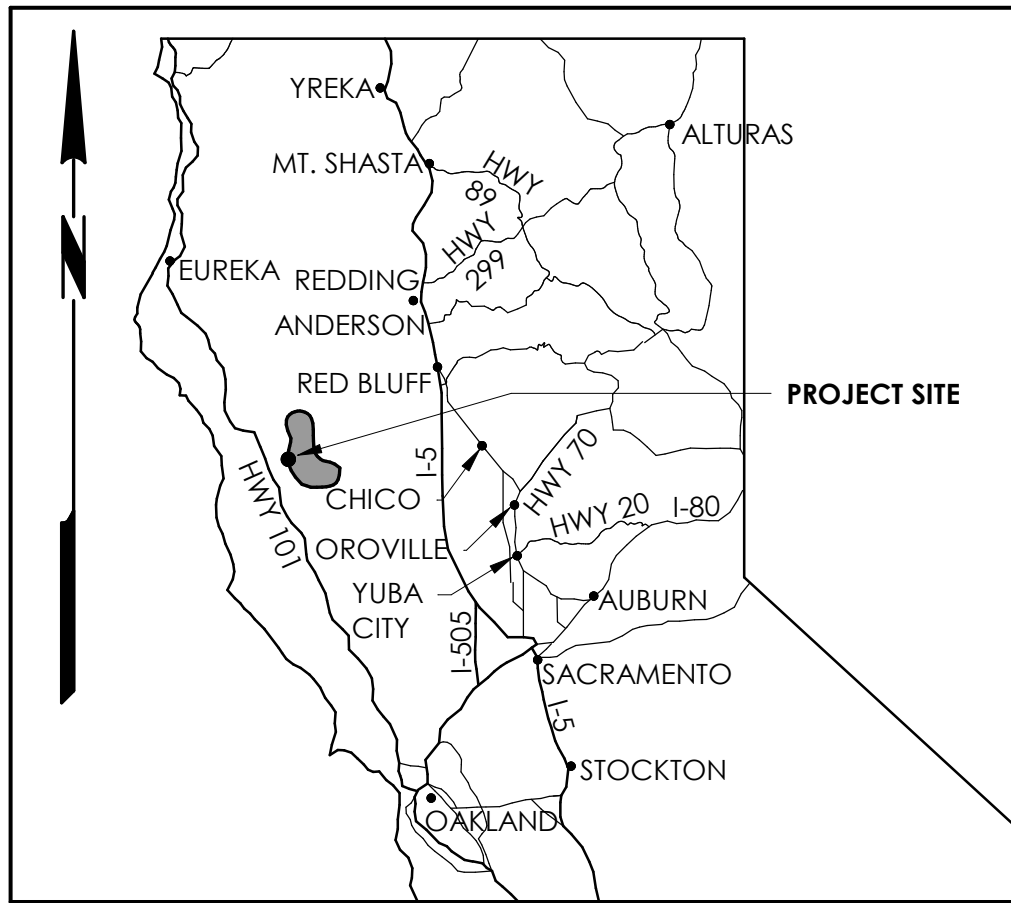 YREKA
ALTURAS
MT. SHASTA
HWY
89
HWY
299
N
EUREKA
REDDING
ANDERSON
RED BLUFF
PROJECT SITE
I-5
HWY 101
CHICO
HWY 70
HWY 20
I-80
OROVILLE
YUBA
CITY
AUBURN
I-505
SACRAMENTO
I-5
STOCKTON
OAKLAND